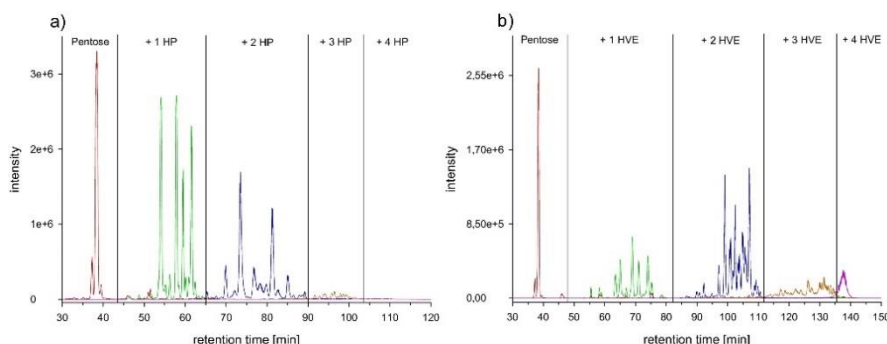 a)
Pentose + 1 HP + 2 HP + 3 HP + 4 HP
3e+6
2e+6
1e+6
0
intensity
30 40 50 60 70 80 90 100 110 120
retention time [min]
b)
Pentose + 1 HVE + 2 HVE + 3 HVE + 4 HVE
2,55e+6
1,70e+6
8,50e+5
0,00
intensity
30 40 50 60 70 80 90 100 110 120 130 140 150
retention time [min]